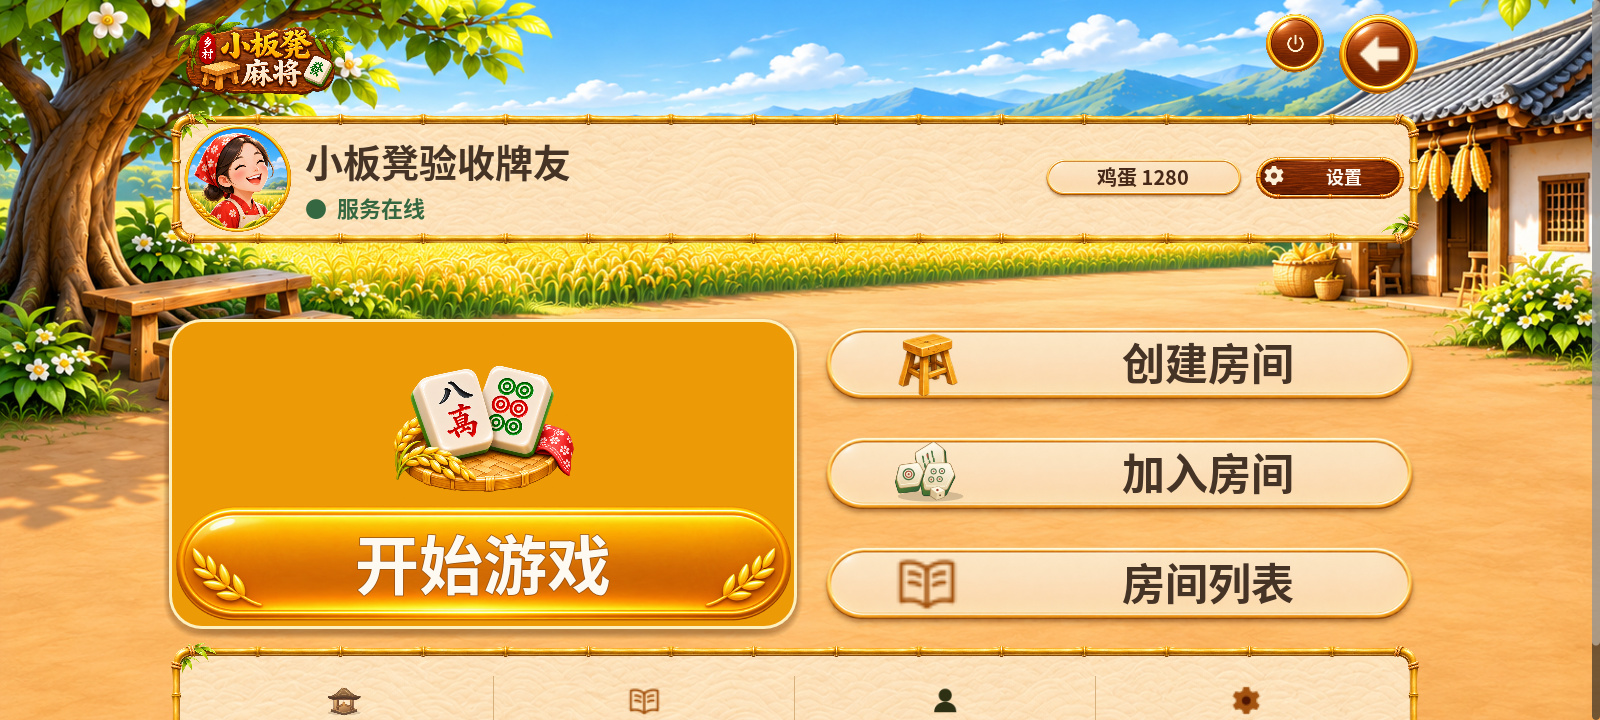 乡村
小板凳
麻将
發
小板凳验收牌友
服务在线
鸡蛋 1280
设置
八
萬
开始游戏
创建房间
加入房间
房间列表